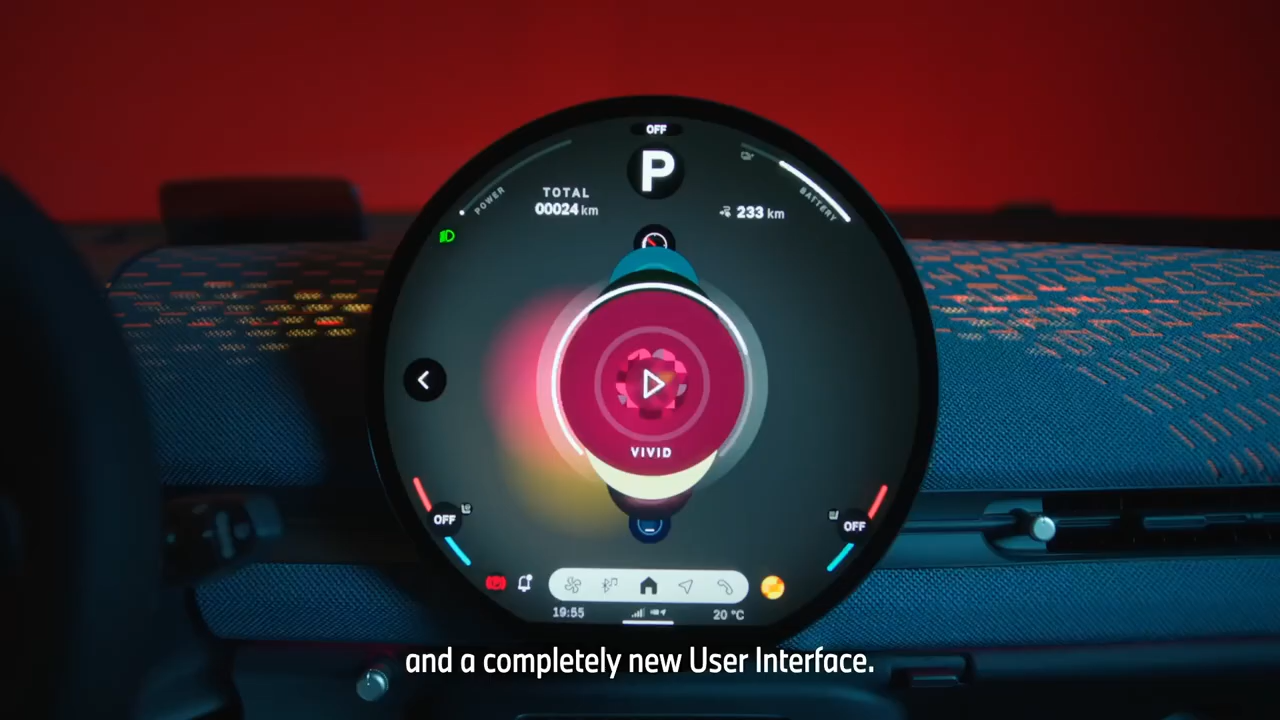 OFF
P
POWER
TOTAL
00024 km
233 km
BATTERY
VIVID
OFF
OFF
19:55
20 °C
and a completely new User Interface.